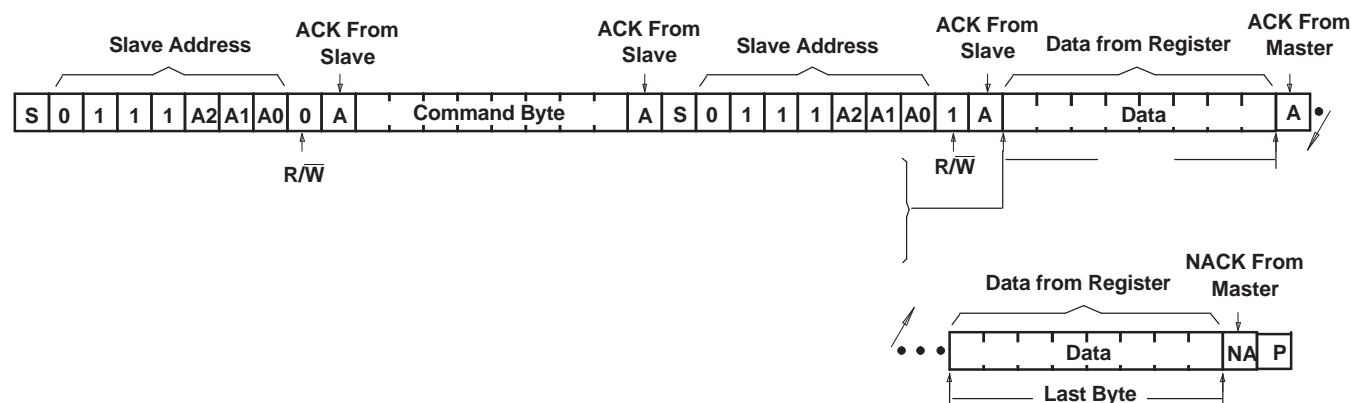 Slave Address
ACK From
Slave
ACK From
Slave
Slave Address
ACK From
Slave
Data from Register
ACK From
Master
S 0 1 1 1 A2 A1 A0 0 A Command Byte A S 0 1 1 1 A2 A1 A0 1 A Data A
R/W̅
R/W̅
Data from Register
NACK From
Master
Data NA P
Last Byte